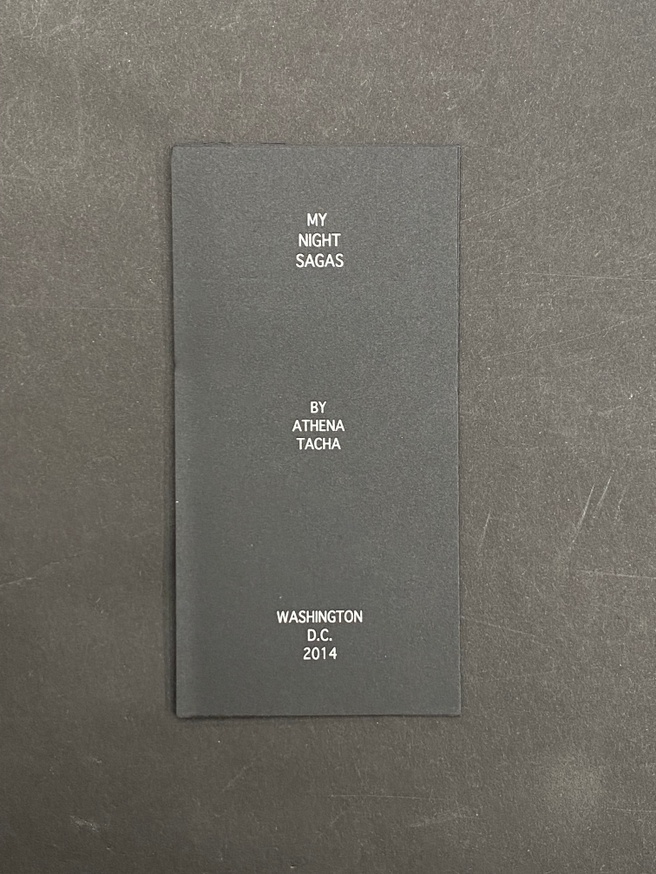 MY
NIGHT
SAGAS
BY
ATHENA
TACHA
WASHINGTON
D.C.
2014